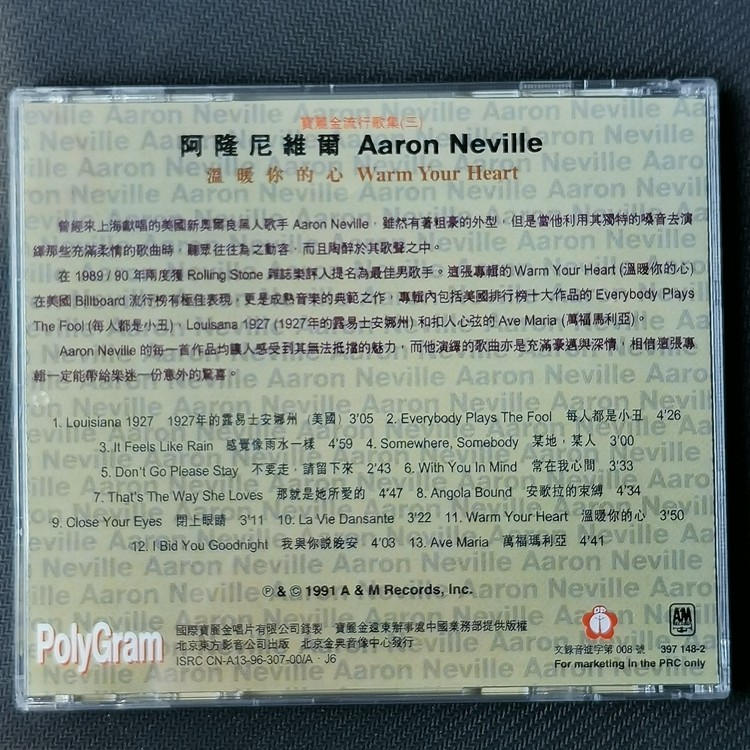 寶麗金流行歌集(三)
阿隆尼維爾 Aaron Neville
溫暖你的心 Warm Your Heart
曾經來上海獻唱的美國新奧爾良黑人歌手 Aaron Neville，雖然有著粗豪的外型，但是當他利用其獨特的嗓音去演
繹那些充滿柔情的歌曲時，聽眾往往為之動容，而且陶醉於其歌聲之中。
在 1989 / 90 年兩度獲 Rolling Stone 雜誌樂評人提名為最佳男歌手。這張專輯的 Warm Your Heart (溫暖你的心)
在美國 Billboard 流行榜有極佳表現，更是成熟音樂的典範之作，專輯內包括美國排行榜十大作品的 Everybody Plays
The Fool (每人都是小丑)、Louisana 1927 (1927年的露易士安娜州) 和扣人心弦的 Ave Maria (萬福馬利亞)。
Aaron Neville 的每一首作品均讓人感受到其無法抵擋的魅力，而他演繹的歌曲亦是充滿豪邁與深情，相信這張專
輯一定能帶給樂迷一份意外的驚喜。
1. Louisiana 1927 1927年的露易士安娜州（美國）3'05 2. Everybody Plays The Fool 每人都是小丑 4'26
3. It Feels Like Rain 感覺像雨水一樣 4'59 4. Somewhere, Somebody 某地，某人 3'00
5. Don't Go Please Stay 不要走，請留下來 2'43 6. With You In Mind 常在我心間 3'33
7. That's The Way She Loves 那就是她所愛的 4'47 8. Angola Bound 安歌拉的束縛 4'34
9. Close Your Eyes 閉上眼睛 3'11 10. La Vie Dansante 3'22 11. Warm Your Heart 溫暖你的心 3'50
12. I Bid You Goodnight 我與你說晚安 4'03 13. Ave Maria 萬福瑪利亞 4'41
℗ & © 1991 A & M Records, Inc.
PolyGram
國際寶麗金唱片有限公司錄製 寶麗金遠東辦事處中國業務部提供版權
北京東方影音公司出版 北京金典音像中心發行
ISRC CN-A13-96-307-00/A · J6
A&M
文錄音進字第 008 號 397 148-2
For marketing in the PRC only